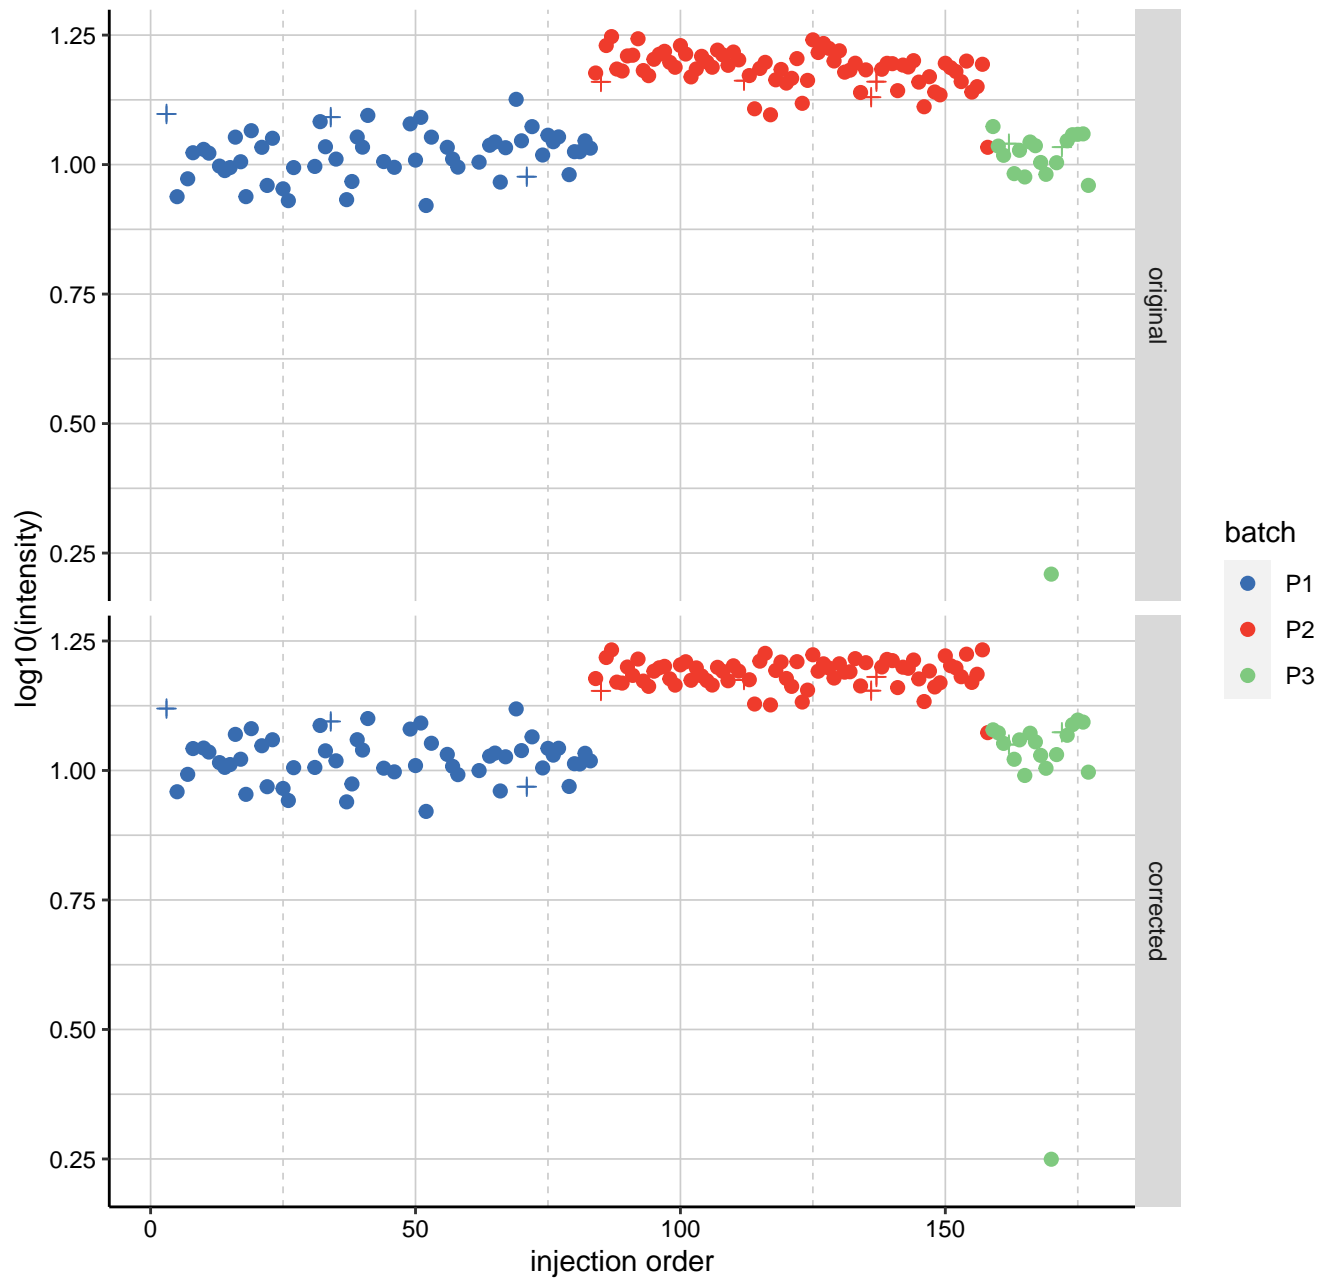 1.25
1.00
0.75
0.50
0.25
original
1.25
1.00
0.75
0.50
0.25
corrected
log10(intensity)
0 50 100 150
injection order
batch
P1
P2
P3